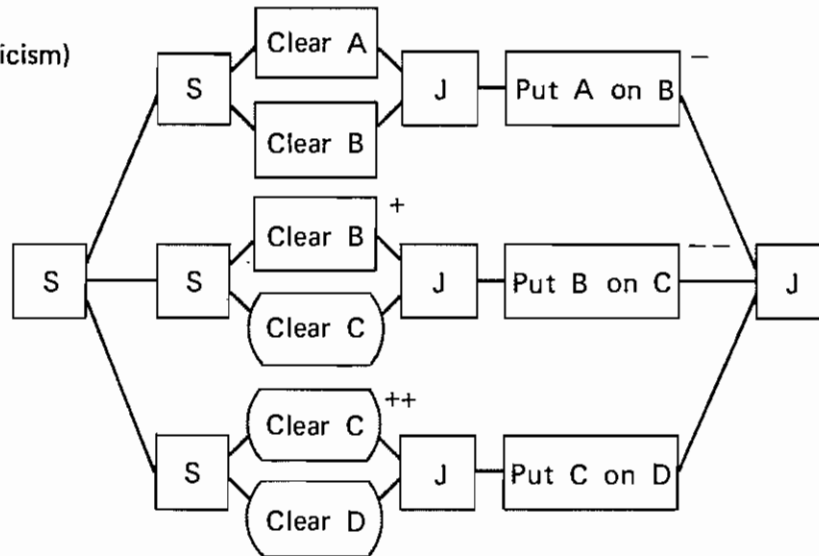 icism)
Clear A
S
J
Put A on B
−
Clear B
Clear B
+
S
S
J
Put B on C
− −
J
Clear C
Clear C
++
S
J
Put C on D
Clear D